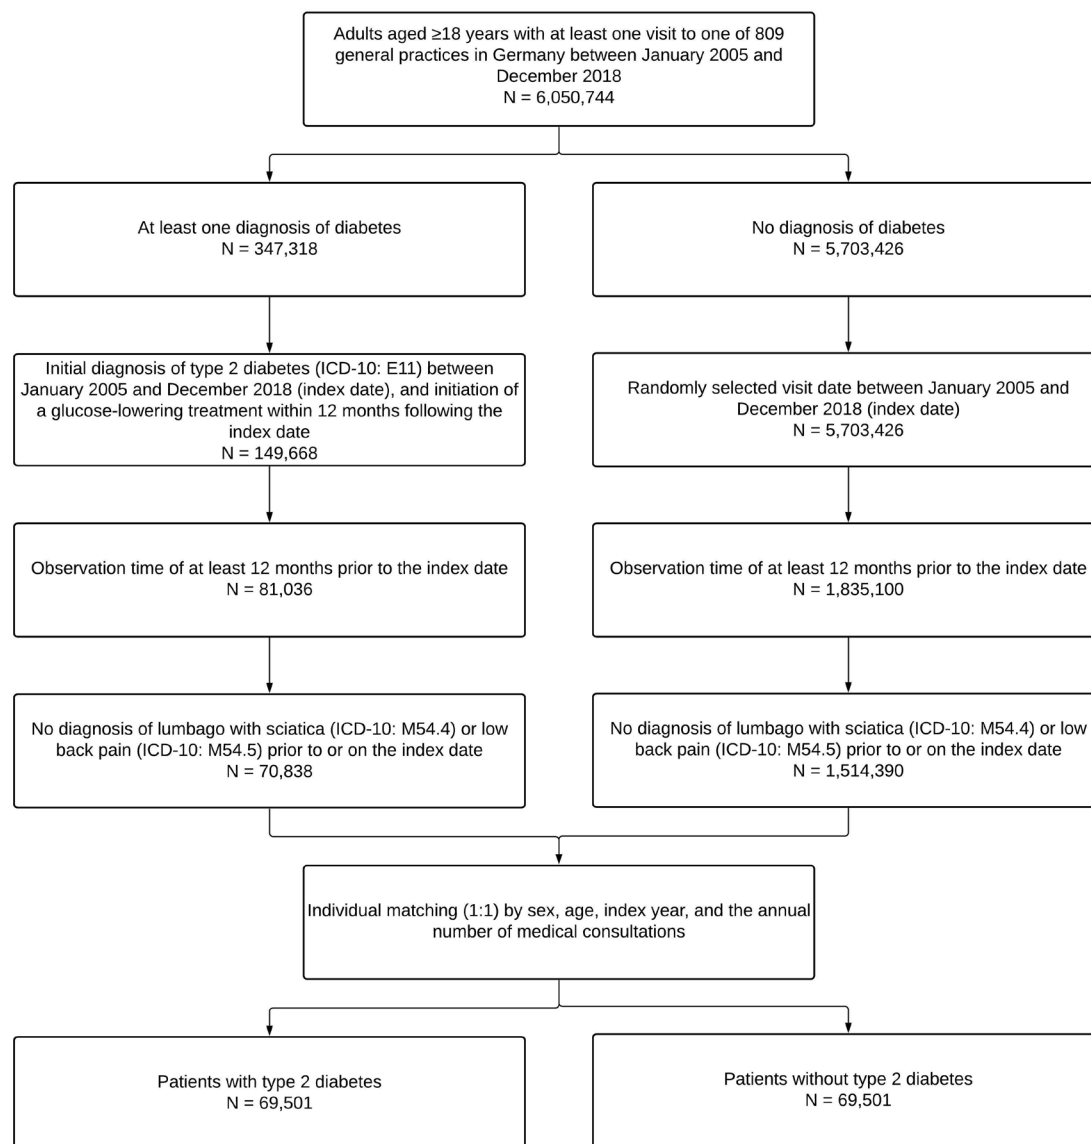 Adults aged ≥18 years with at least one visit to one of 809
general practices in Germany between January 2005 and
December 2018
N = 6,050,744
At least one diagnosis of diabetes
N = 347,318
No diagnosis of diabetes
N = 5,703,426
Initial diagnosis of type 2 diabetes (ICD-10: E11) between
January 2005 and December 2018 (index date), and initiation of
a glucose-lowering treatment within 12 months following the
index date
N = 149,668
Randomly selected visit date between January 2005 and
December 2018 (index date)
N = 5,703,426
Observation time of at least 12 months prior to the index date
N = 81,036
Observation time of at least 12 months prior to the index date
N = 1,835,100
No diagnosis of lumbago with sciatica (ICD-10: M54.4) or low
back pain (ICD-10: M54.5) prior to or on the index date
N = 70,838
No diagnosis of lumbago with sciatica (ICD-10: M54.4) or low
back pain (ICD-10: M54.5) prior to or on the index date
N = 1,514,390
Individual matching (1:1) by sex, age, index year, and the annual
number of medical consultations
Patients with type 2 diabetes
N = 69,501
Patients without type 2 diabetes
N = 69,501